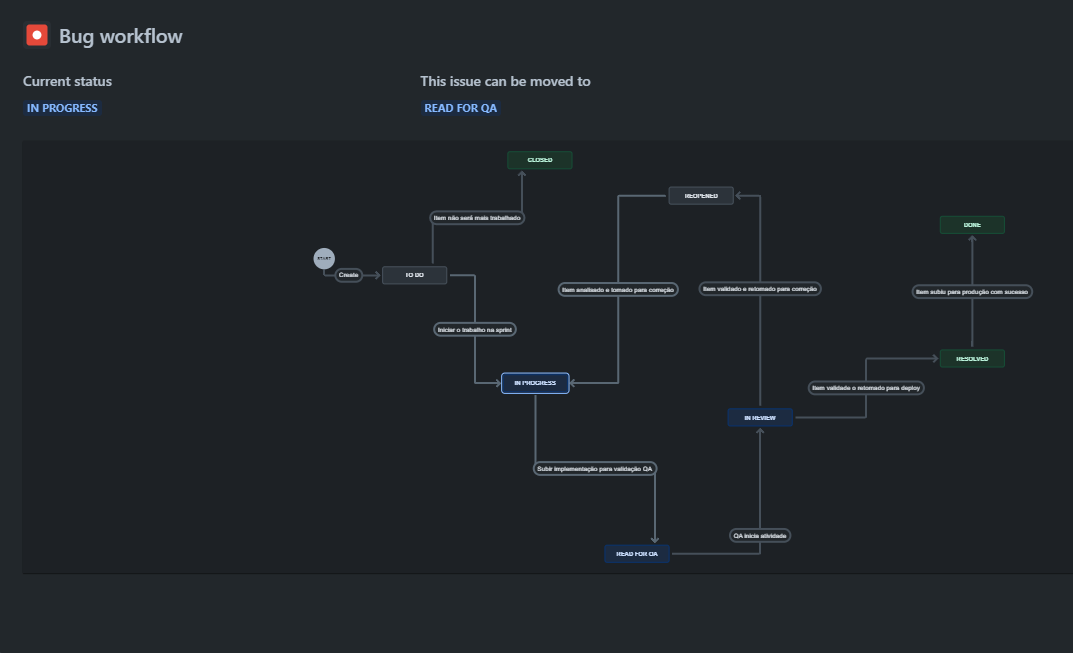 Bug workflow
Current status
This issue can be moved to
IN PROGRESS
READ FOR QA
CLOSED
REOPENED
Item não será mais trabalhado
DONE
START
Create
TO DO
Item analisado e tomado para correção
Item validado e retornado para correção
Item subiu para produção com sucesso
Iniciar o trabalho na sprint
RESOLVED
IN PROGRESS
Item validade o retornado para deploy
IN REVIEW
Subir implementação para validação QA
QA inicia atividade
READ FOR QA